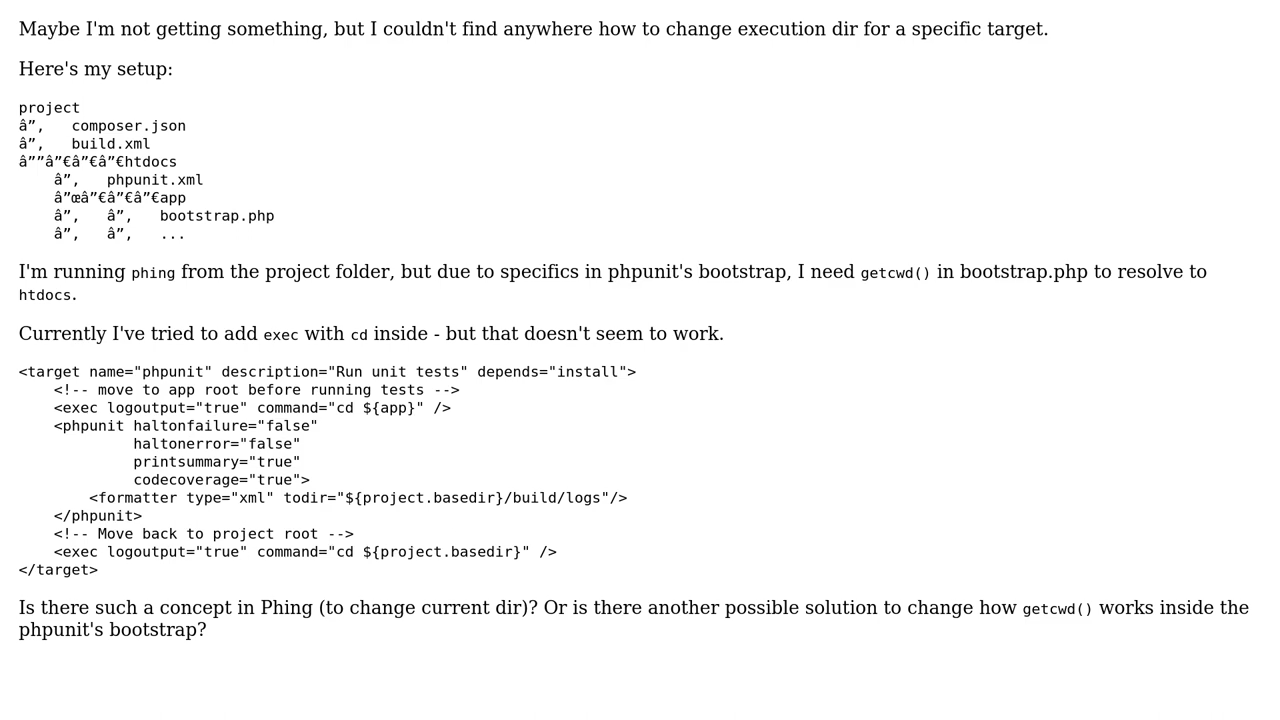 Maybe I'm not getting something, but I couldn't find anywhere how to change execution dir for a specific target.
Here's my setup:
project
â”‚   composer.json
â”‚   build.xml
â””â”€â”€â”€htdocs
    â”‚   phpunit.xml
    â”œâ”€â”€â”€app
    â”‚   â”‚   bootstrap.php
    â”‚   â”‚   ...
I'm running phing from the project folder, but due to specifics in phpunit's bootstrap, I need getcwd() in bootstrap.php to resolve to
htdocs.
Currently I've tried to add exec with cd inside - but that doesn't seem to work.
<target name="phpunit" description="Run unit tests" depends="install">
    <!-- move to app root before running tests -->
    <exec logoutput="true" command="cd ${app}" />
    <phpunit haltonfailure="false"
             haltonerror="false"
             printsummary="true"
             codecoverage="true">
        <formatter type="xml" todir="${project.basedir}/build/logs"/>
    </phpunit>
    <!-- Move back to project root -->
    <exec logoutput="true" command="cd ${project.basedir}" />
</target>
Is there such a concept in Phing (to change current dir)? Or is there another possible solution to change how getcwd() works inside the
phpunit's bootstrap?